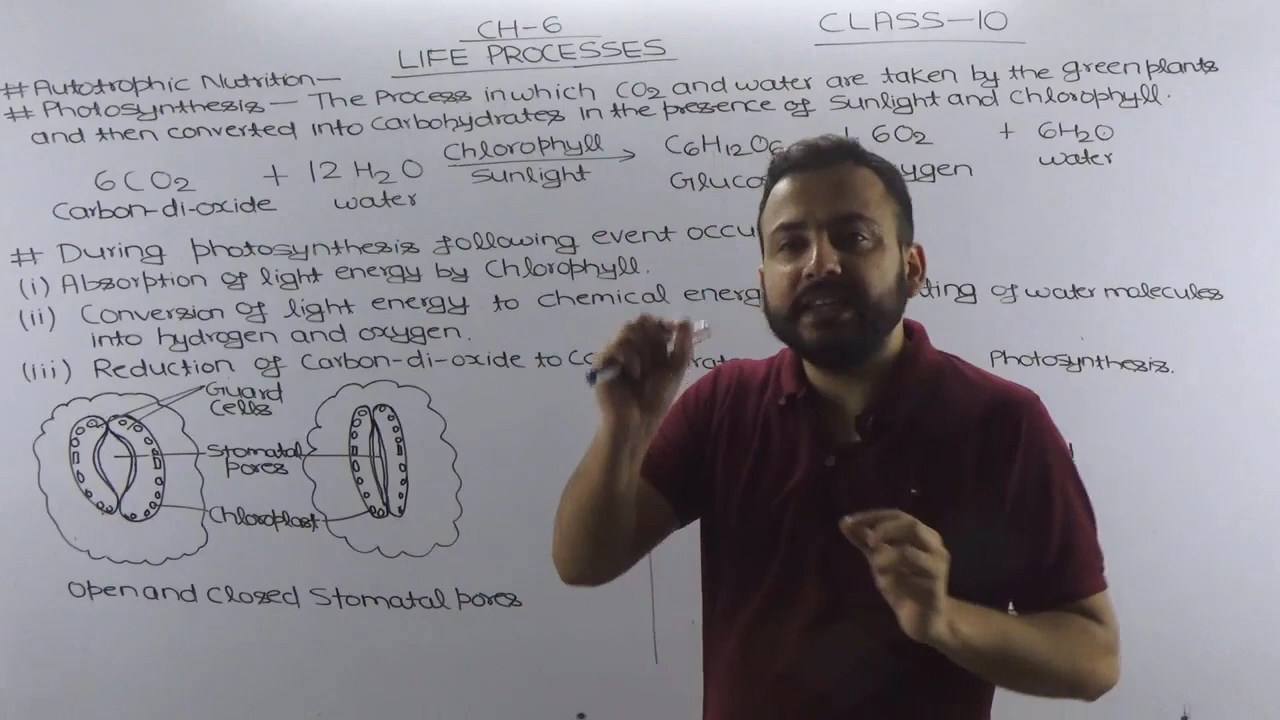 CH-6
CLASS-10
LIFE PROCESSES
# Autotrophic Nutrition—
# Photosynthesis — The Process in which CO2 and water are taken by the green plants
and then converted into Carbohydrates in the presence of Sunlight and Chlorophyll.
6CO2 + 12 H2O Chlorophyll Sunlight → C6H12O6 + 6O2 + 6H2O
Carbon-di-oxide water water
# During photosynthesis following event
(i) Absorption of light energy by Chlorophyll.
(ii) Conversion of light energy to chemical of water molecules
into hydrogen and oxygen.
(iii) Reduction of Carbon-di-oxide to Photosynthesis.
Guard
Cells
Stomatal
pores
Chloroplast
Open and Closed Stomatal pores